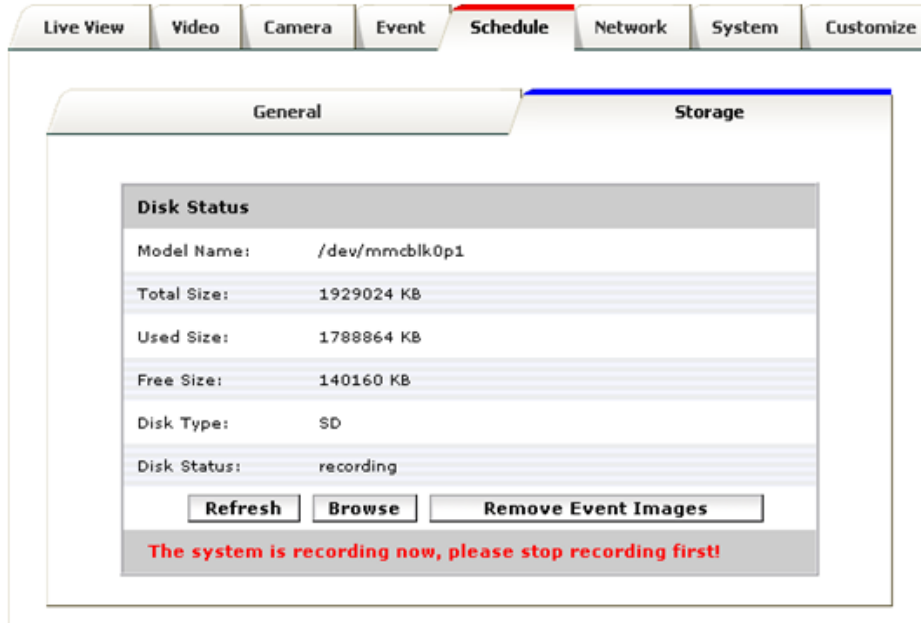 Live View Video Camera Event Schedule Network System Customize
General Storage
Disk Status
Model Name: /dev/mmcblk0p1
Total Size: 1929024 KB
Used Size: 1788864 KB
Free Size: 140160 KB
Disk Type: SD
Disk Status: recording
Refresh Browse Remove Event Images
The system is recording now, please stop recording first!